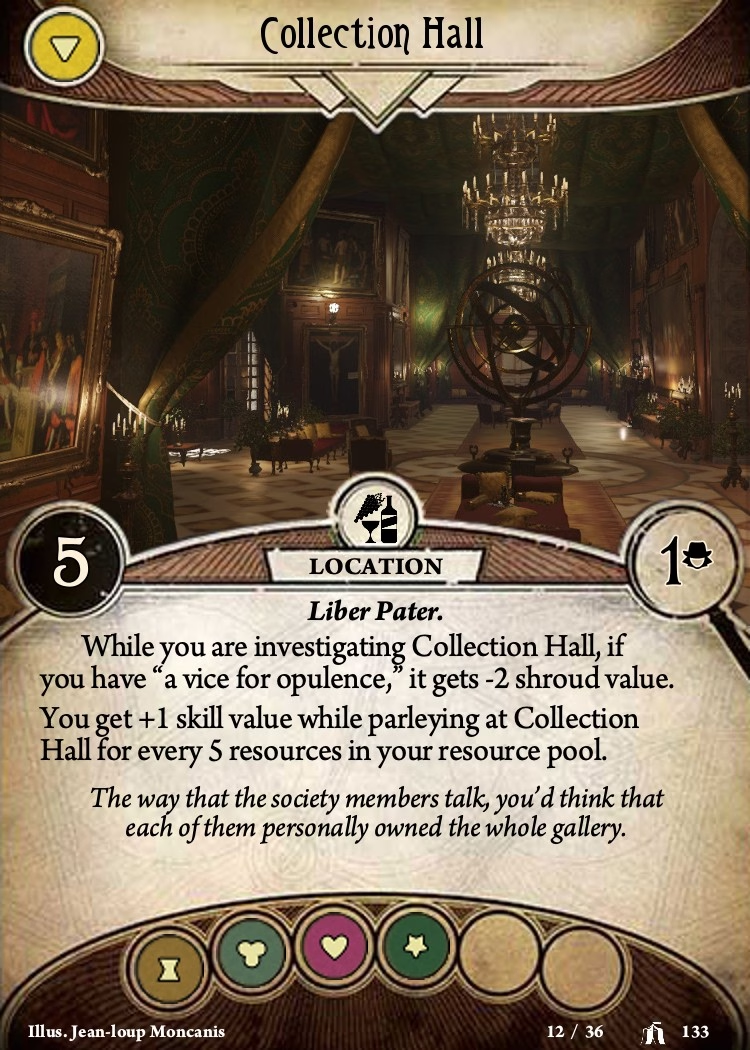 Collection Hall
5
1
LOCATION
Liber Pater.
While you are investigating Collection Hall, if
you have “a vice for opulence,” it gets -2 shroud value.
You get +1 skill value while parleying at Collection
Hall for every 5 resources in your resource pool.
The way that the society members talk, you’d think that
each of them personally owned the whole gallery.
Illus. Jean-loup Moncanis
12 / 36
133